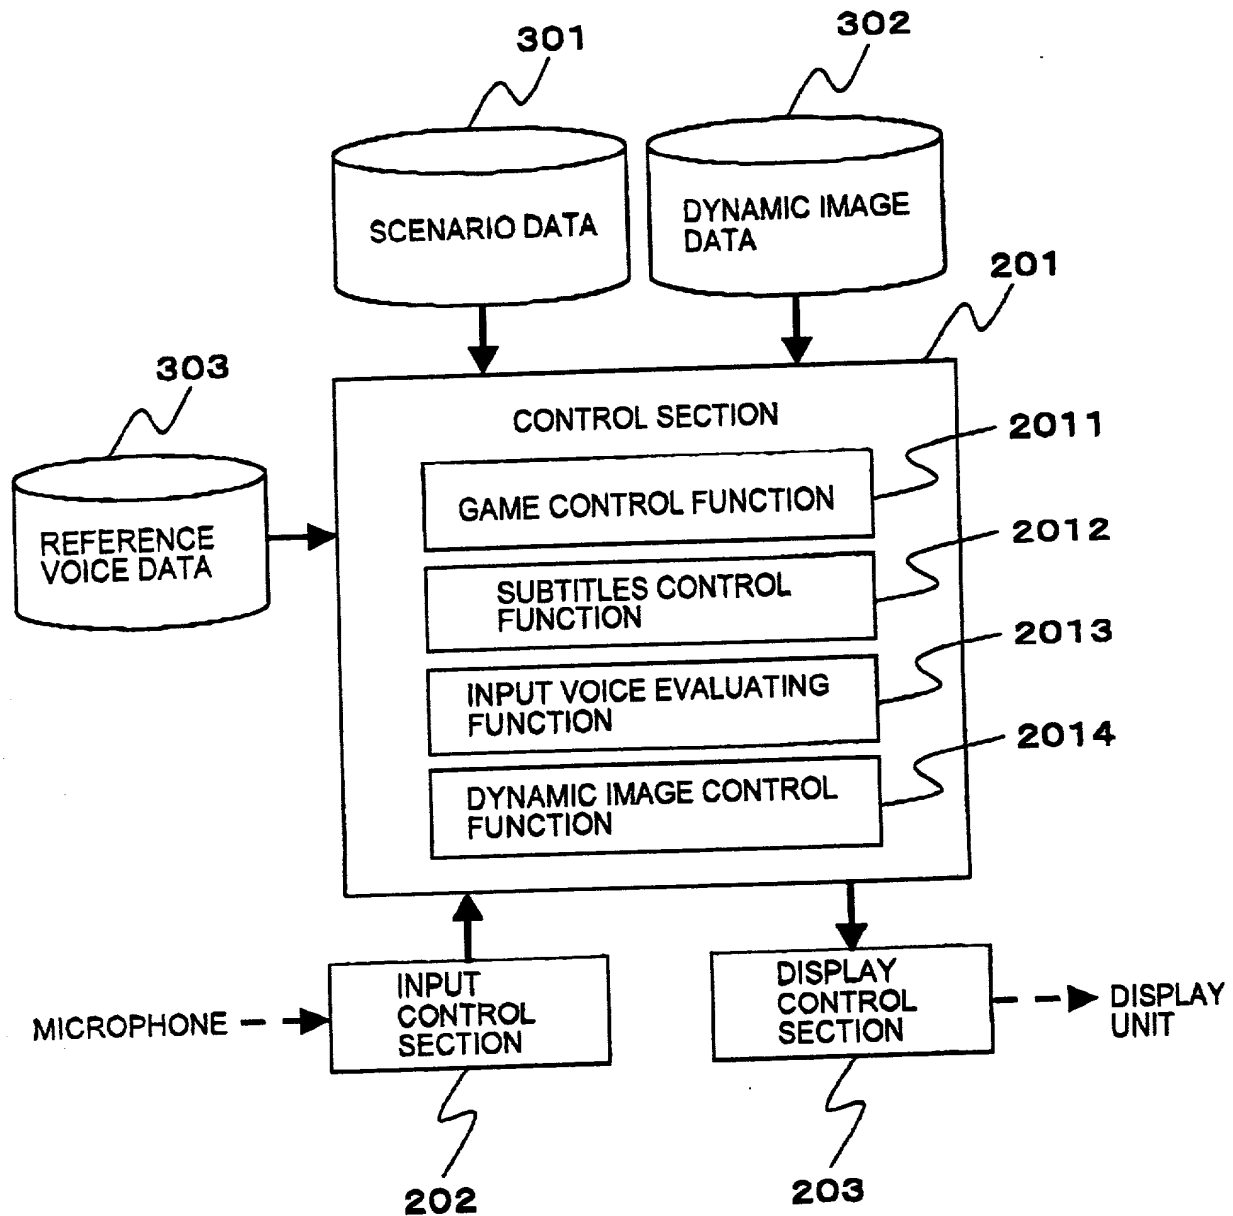 301
302
SCENARIO DATA
DYNAMIC IMAGE
DATA
201
303
CONTROL SECTION
2011
GAME CONTROL FUNCTION
REFERENCE
VOICE DATA
2012
SUBTITLES CONTROL
FUNCTION
2013
INPUT VOICE EVALUATING
FUNCTION
2014
DYNAMIC IMAGE CONTROL
FUNCTION
MICROPHONE
INPUT
CONTROL
SECTION
DISPLAY
CONTROL
SECTION
DISPLAY
UNIT
202
203